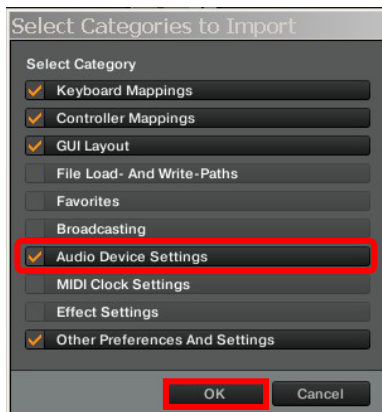 Select Categories to Import
Select Category
Keyboard Mappings
Controller Mappings
GUI Layout
File Load- And Write-Paths
Favorites
Broadcasting
Audio Device Settings
MIDI Clock Settings
Effect Settings
Other Preferences And Settings
OK Cancel